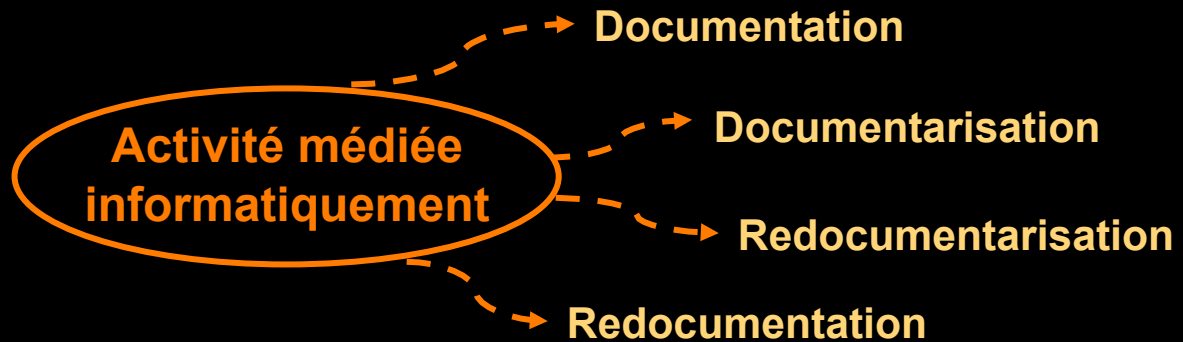 Documentation
Activité médiée
informatiquement
Documentarisation
Redocumentarisation
Redocumentation